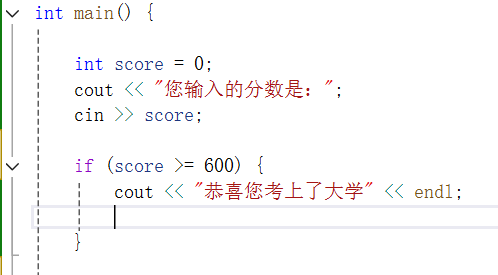 int main() {
int score = 0;
cout << "您输入的分数是：";
cin >> score;
if (score >= 600) {
cout << "恭喜您考上了大学" << endl;
}